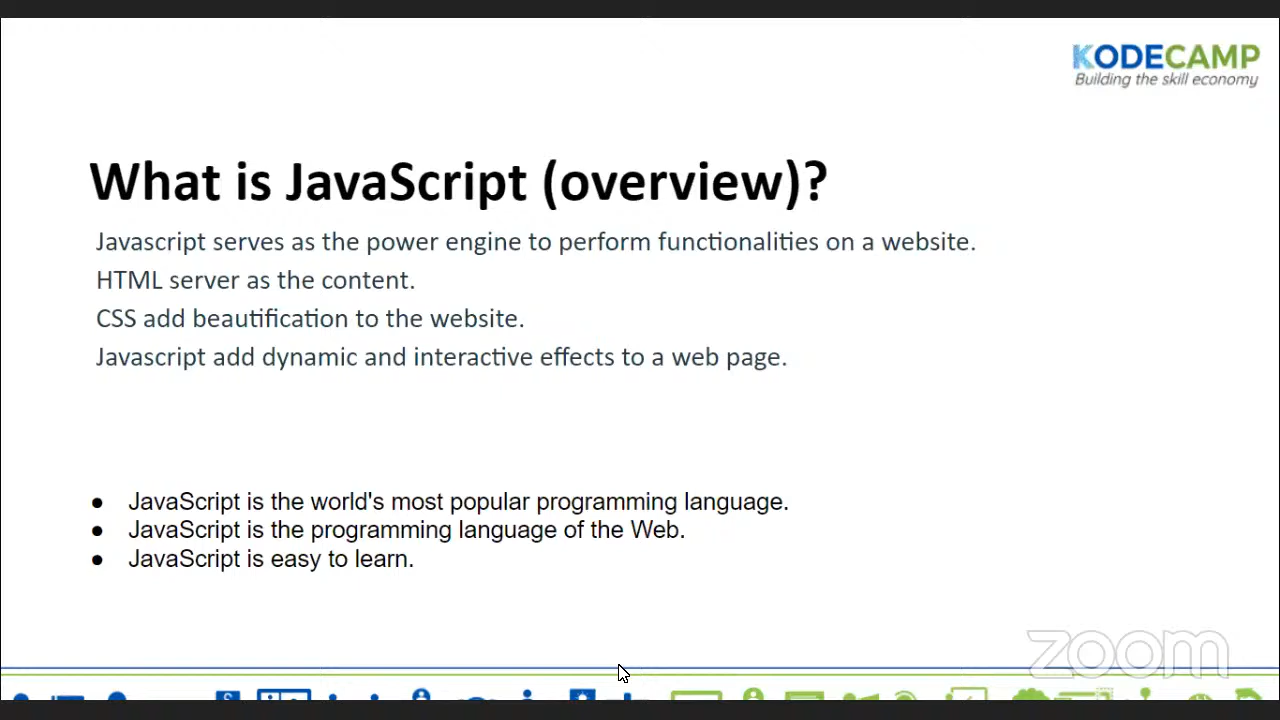 KODECAMP
Building the skill economy
What is JavaScript (overview)?
Javascript serves as the power engine to perform functionalities on a website.
HTML server as the content.
CSS add beautification to the website.
Javascript add dynamic and interactive effects to a web page.
● JavaScript is the world's most popular programming language.
● JavaScript is the programming language of the Web.
● JavaScript is easy to learn.
zoom